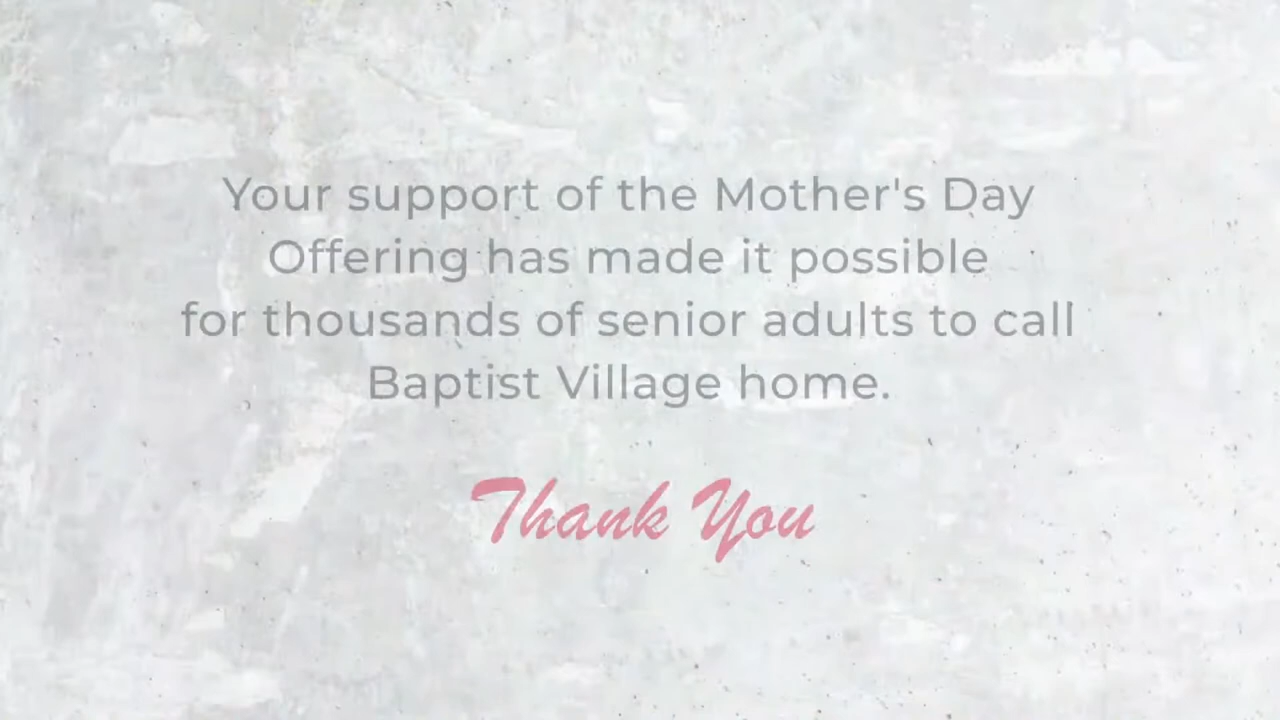 Your support of the Mother's Day
Offering has made it possible
for thousands of senior adults to call
Baptist Village home.
Thank You